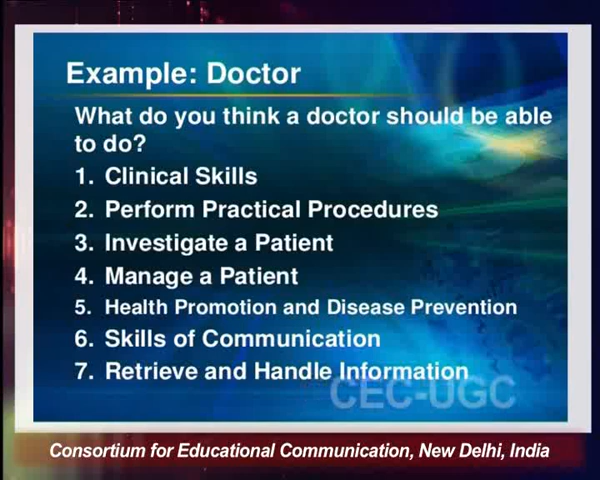 Example: Doctor
What do you think a doctor should be able
to do?
1. Clinical Skills
2. Perform Practical Procedures
3. Investigate a Patient
4. Manage a Patient
5. Health Promotion and Disease Prevention
6. Skills of Communication
7. Retrieve and Handle Information
CEC-UGC
Consortium for Educational Communication, New Delhi, India